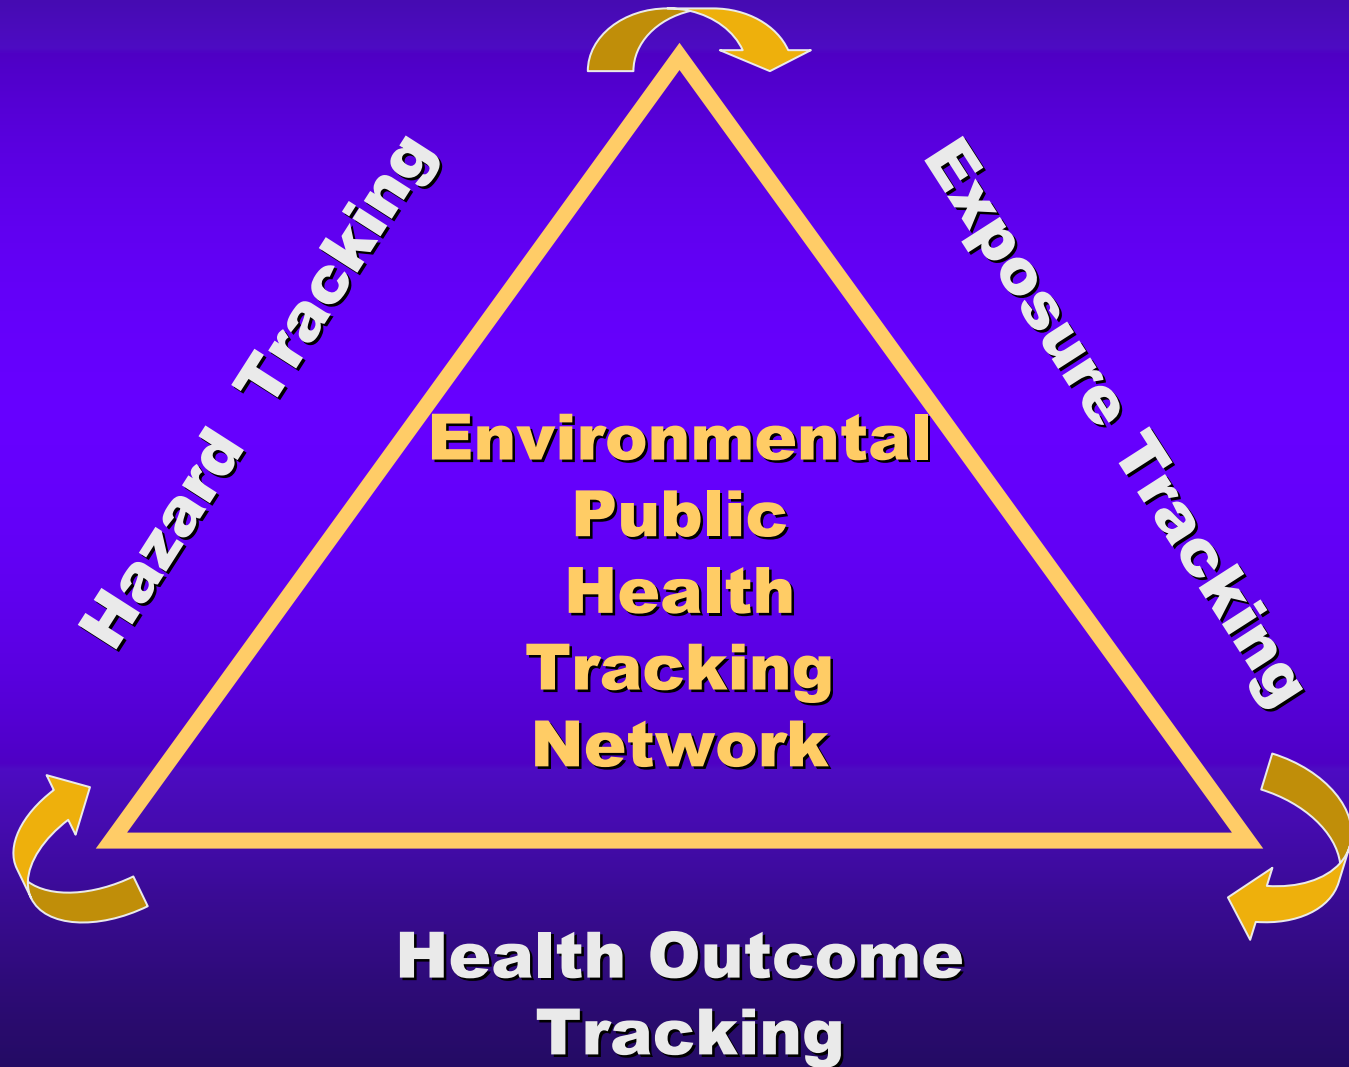 Hazard Tracking
Exposure Tracking
Environmental
Public
Health
Tracking
Network
Health Outcome
Tracking